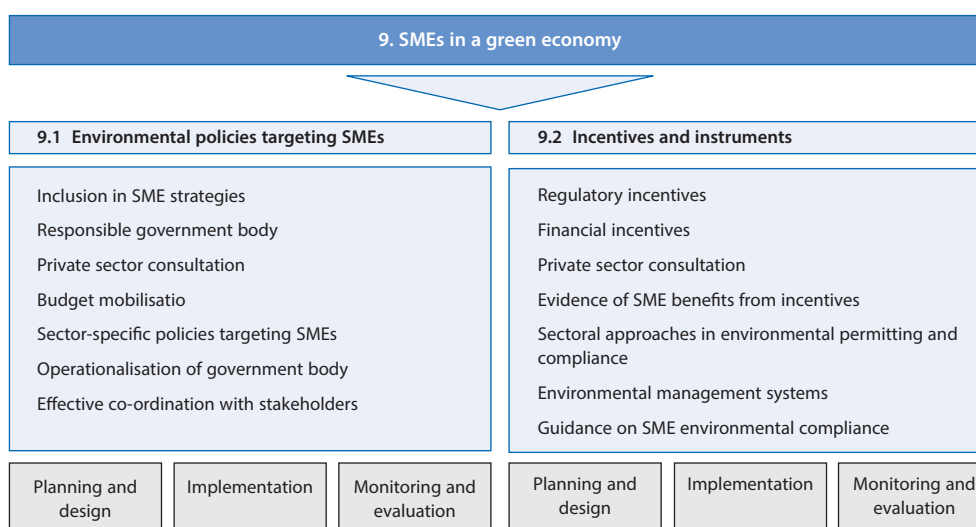 9. SMEs in a green economy
9.1 Environmental policies targeting SMEs
Inclusion in SME strategies
Responsible government body
Private sector consultation
Budget mobilisatio
Sector-specific policies targeting SMEs
Operationalisation of government body
Effective co-ordination with stakeholders
Planning and
design
Implementation
Monitoring and
evaluation
9.2 Incentives and instruments
Regulatory incentives
Financial incentives
Private sector consultation
Evidence of SME benefits from incentives
Sectoral approaches in environmental permitting and
compliance
Environmental management systems
Guidance on SME environmental compliance
Planning and
design
Implementation
Monitoring and
evaluation